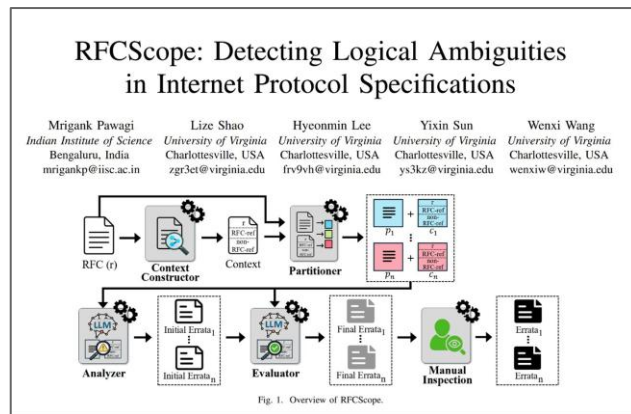 RFCScope: Detecting Logical Ambiguities
in Internet Protocol Specifications
Mrigank Pawagi
Indian Institute of Science
Bengaluru, India
mrigankp@iisc.ac.in
Lize Shao
University of Virginia
Charlottesville, USA
zgr3et@virginia.edu
Hyeonmin Lee
University of Virginia
Charlottesville, USA
frv9vh@virginia.edu
Yixin Sun
University of Virginia
Charlottesville, USA
ys3kz@virginia.edu
Wenxi Wang
University of Virginia
Charlottesville, USA
wenxiw@virginia.edu
RFC (r)
Context
Constructor
r
RFC-ref
non-
RFC-ref
Context
Partitioner
p1
+
r
RFC-ref
non-
RFC-ref
c1
pn
+
r
RFC-ref
non-
RFC-ref
cn
LLM
Analyzer
Initial Errata1
Initial Erratan
LLM
Evaluator
Final Errata1
Final Erratan
Manual
Inspection
Errata1
Erratan
Fig. 1. Overview of RFCScope.